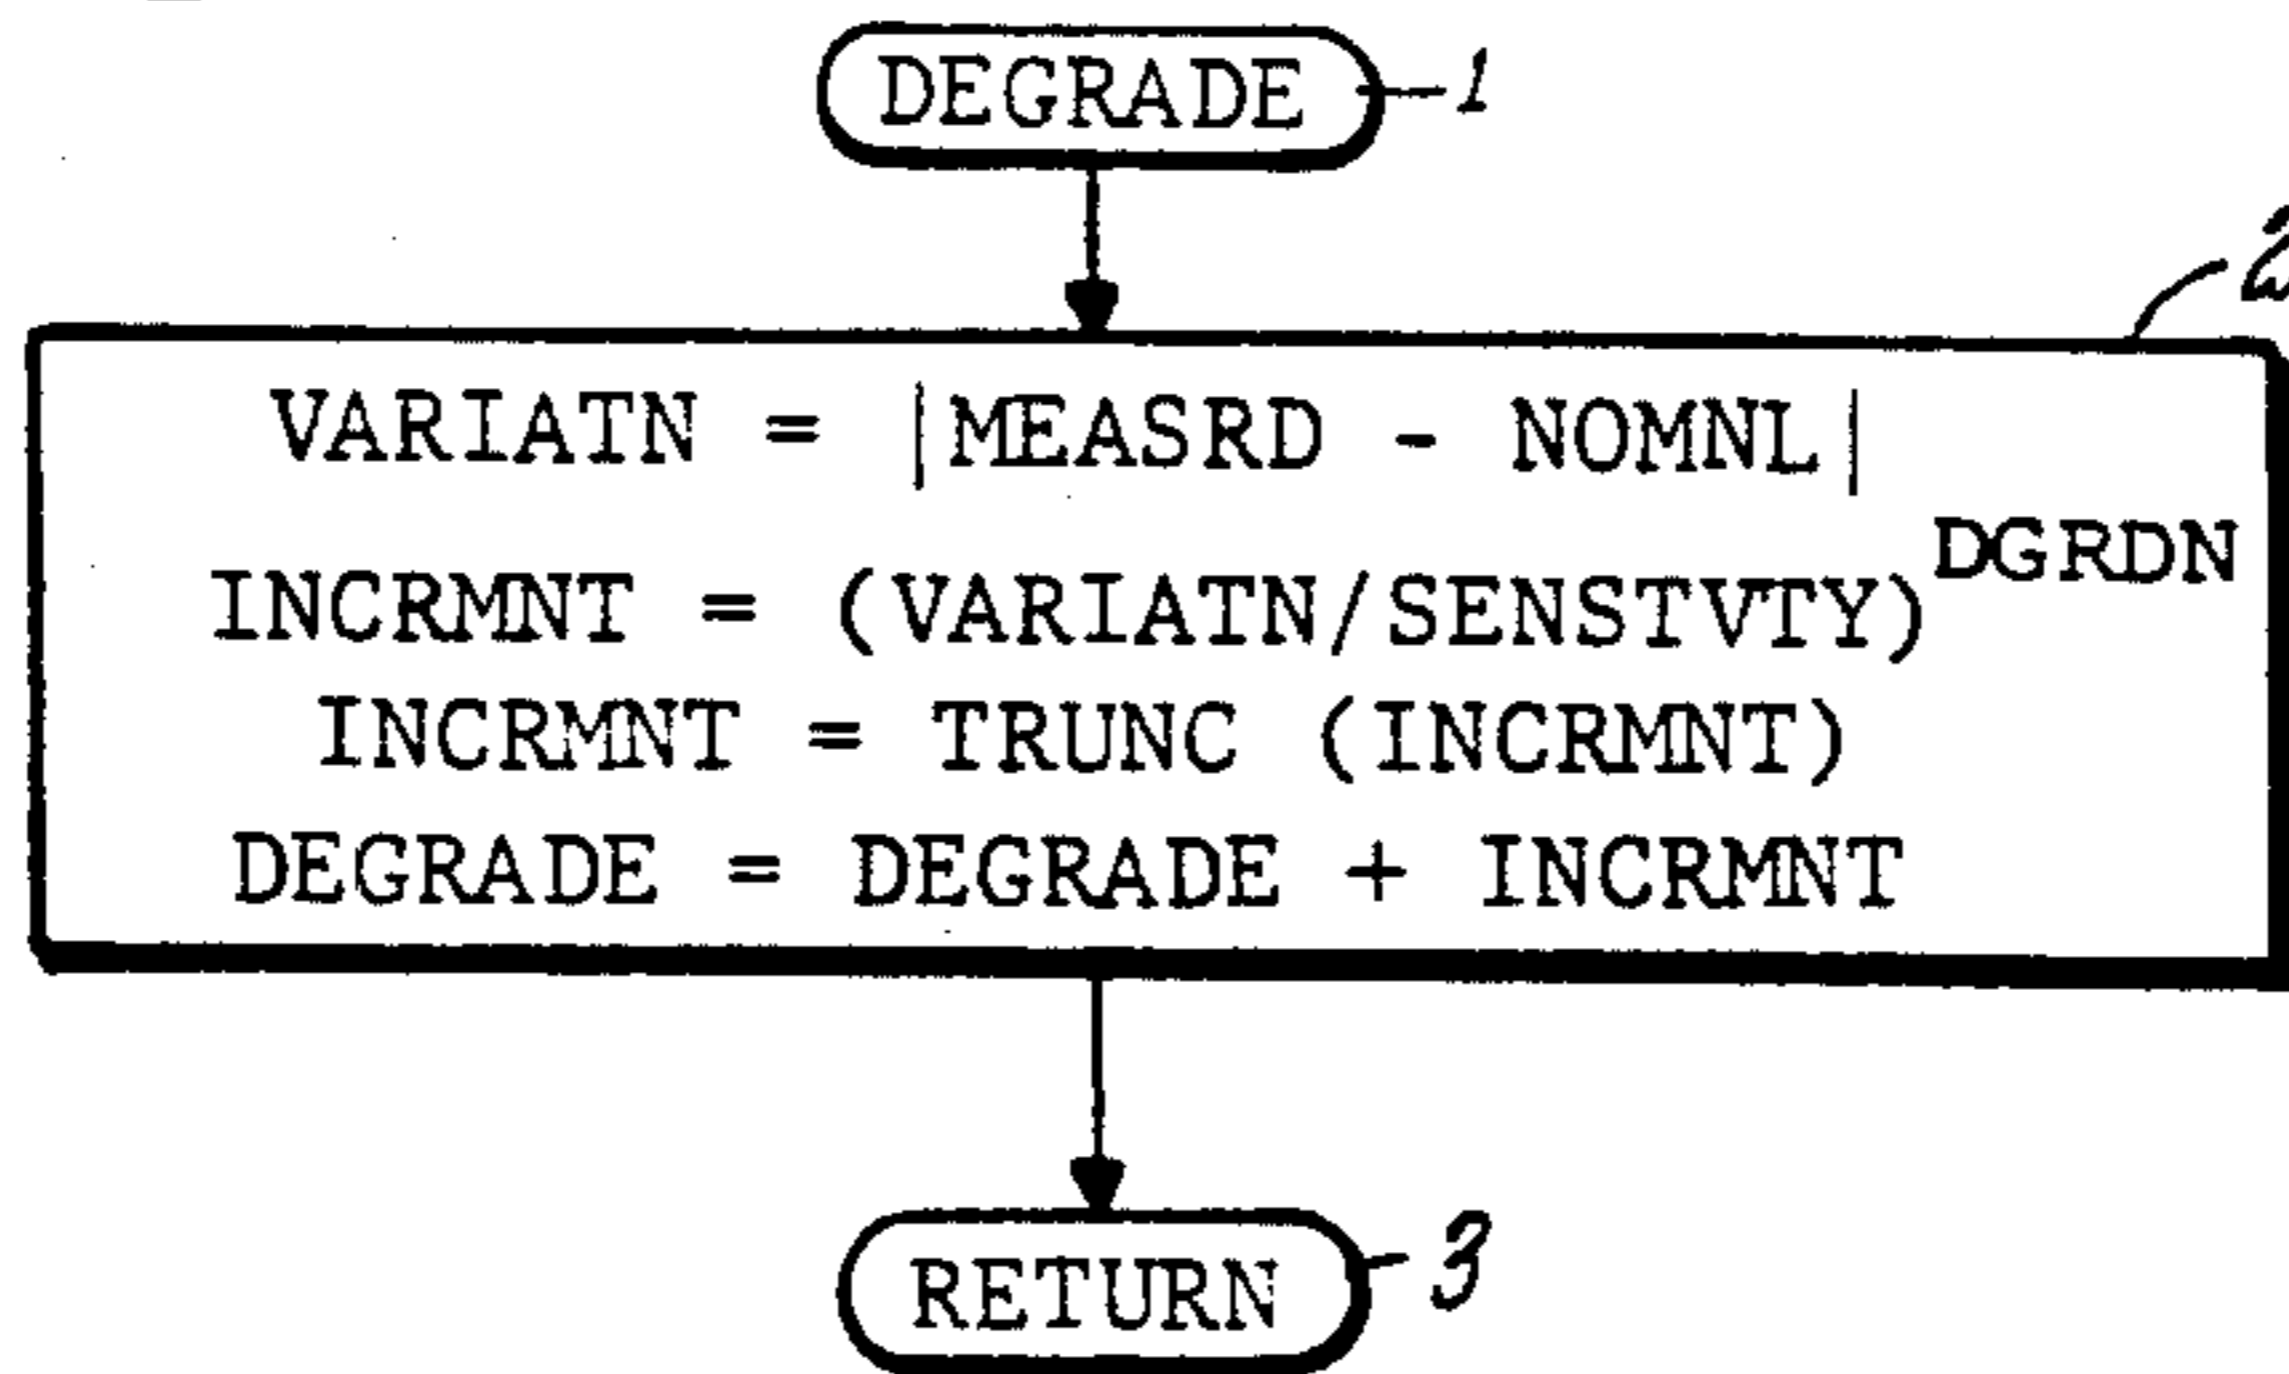 DEGRADE 1
2
VARIATN = |MEASRD - NOMNL|
INCRMNT = (VARIATN/SENSTVTY)^DGRDN
INCRMNT = TRUNC (INCRMNT)
DEGRADE = DEGRADE + INCRMNT
RETURN 3